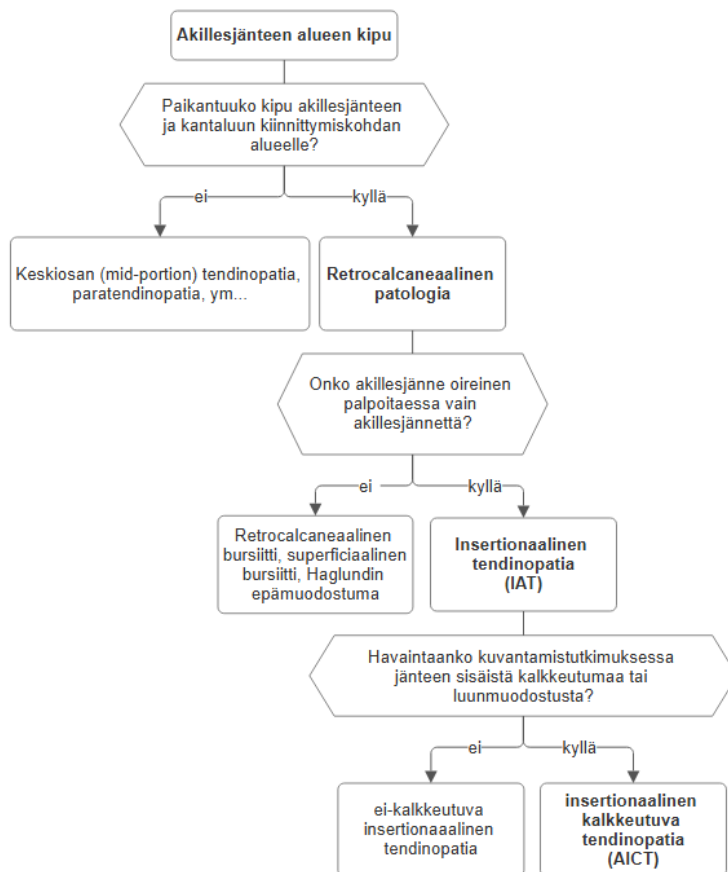 Akillesjänteen alueen kipu
Paikantuuko kipu akillesjänteen
ja kantaluun kiinnittymiskohdan
alueelle?
ei
kyllä
Keskiosan (mid-portion) tendinopatia,
paratendinopatia, ym...
Retrocalcaneaalinen
patologia
Onko akillesjänne oireinen
palpoitaessa vain
akillesjännettä?
ei
kyllä
Retrocalcaneaalinen
bursiitti, superficiaalinen
bursiitti, Haglundin
epämuodostuma
Insertionaalinen
tendinopatia
(IAT)
Havaintaanko kuvantamistutkimuksessa
jänteen sisäistä kalkkeutumaa tai
luunmuodostusta?
ei
kyllä
ei-kalkkeutuva
insertionaaalinen
tendinopatia
insertionaalinen
kalkkeutuva
tendinopatia
(AICT)